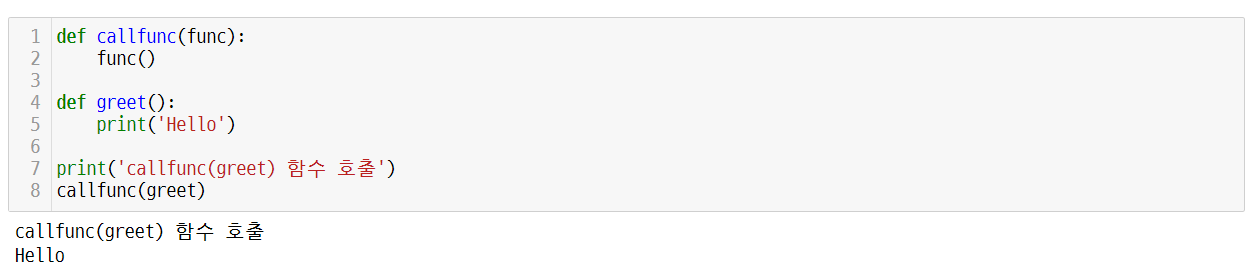 1 def callfunc(func):
2     func()
3
4 def greet():
5     print('Hello')
6
7 print('callfunc(greet) 함수 호출')
8 callfunc(greet)
callfunc(greet) 함수 호출
Hello